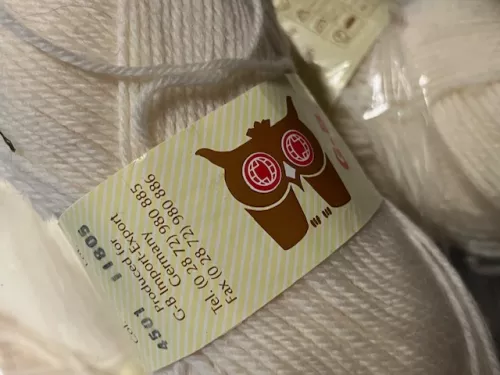 Produced for
G-B Import-Export
Germany
Tel. (0 28 72) 980 885
Fax (0 28 72) 980 886
Col.
4501
11805